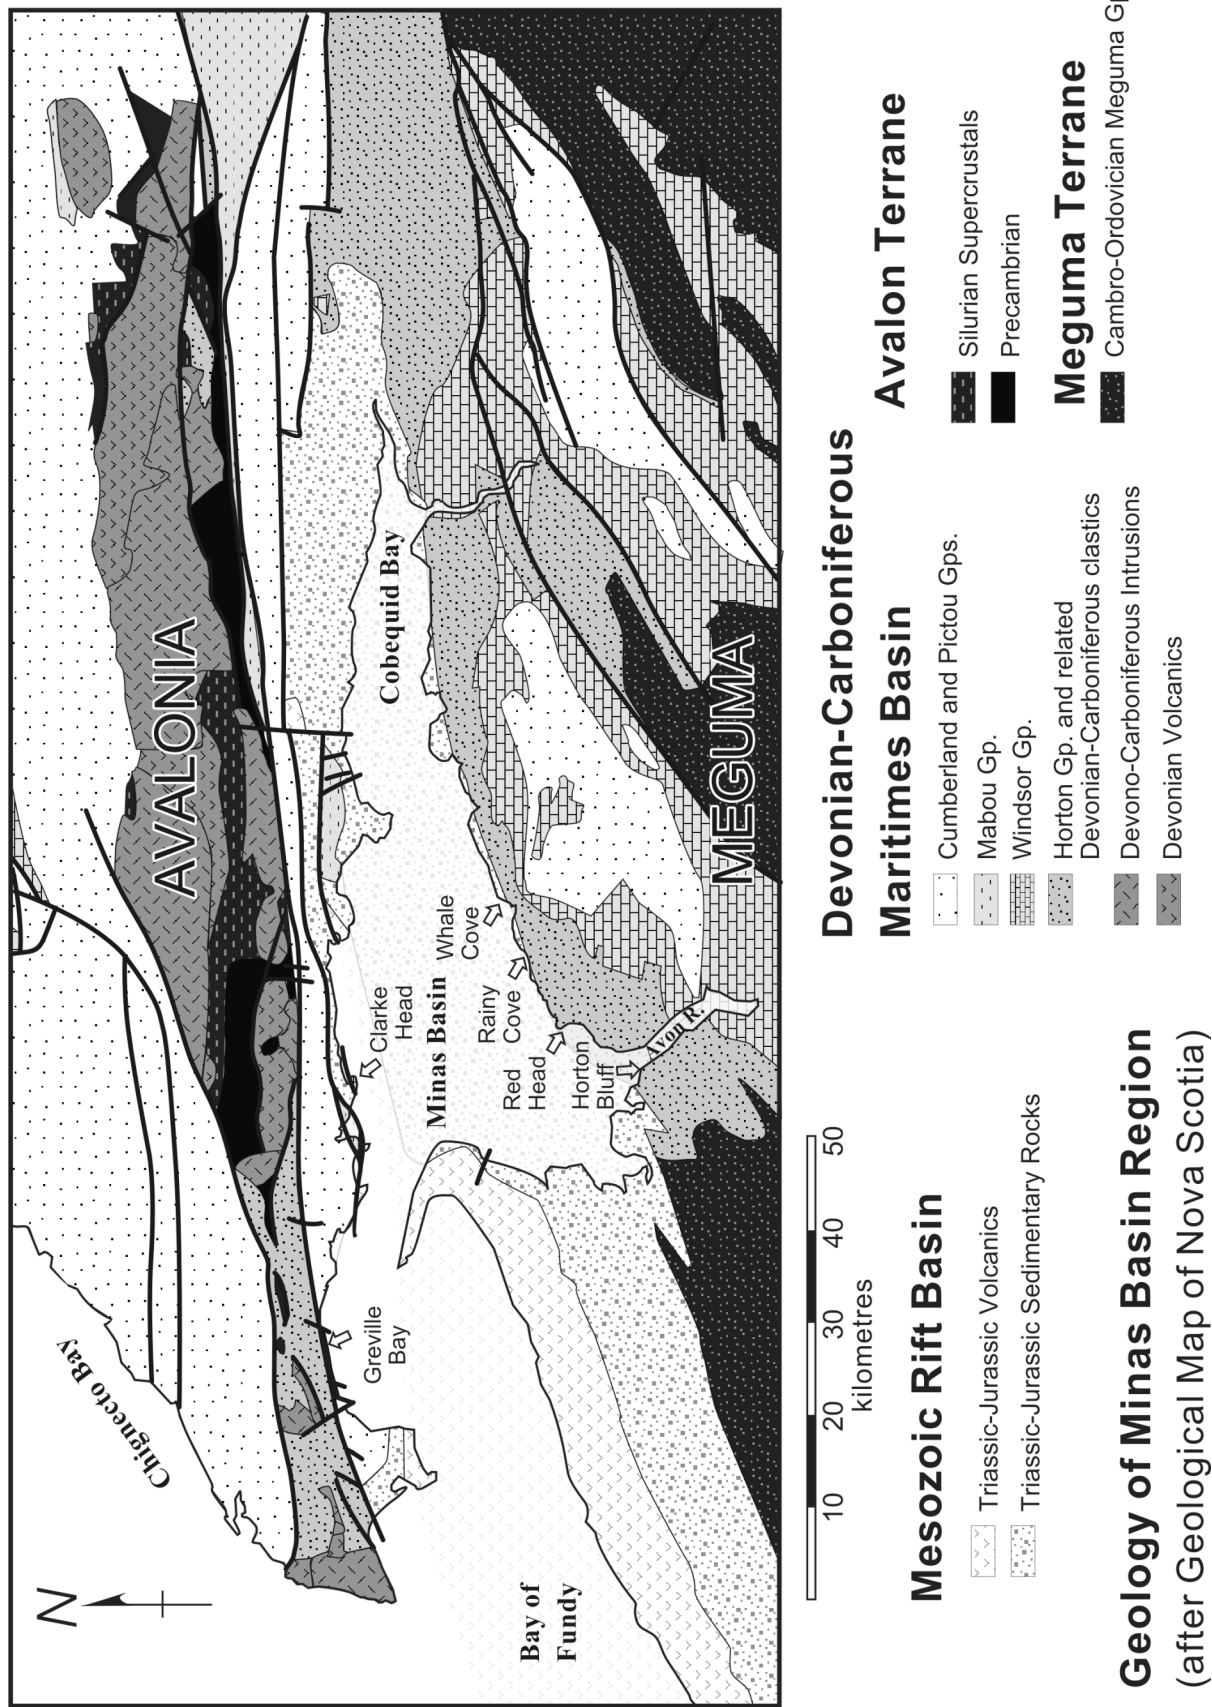 N
Chignecto Bay
AVALONIA
Greville
Bay
Clarke
Head
Minas Basin
Whale
Cove
Rainy
Cove
Red
Head
Horton
Bluff
Avon R.
Cobequid Bay
MEGUMA
Bay of
Fundy
10 20 30 40 50
kilometres
Mesozoic Rift Basin
Triassic-Jurassic Volcanics
Triassic-Jurassic Sedimentary Rocks
Geology of Minas Basin Region
(after Geological Map of Nova Scotia)
Devonian-Carboniferous
Maritimes Basin
Cumberland and Pictou Gps.
Mabou Gp.
Windsor Gp.
Horton Gp. and related
Devonian-Carboniferous clastics
Devono-Carboniferous Intrusions
Devonian Volcanics
Avalon Terrane
Silurian Supercrustals
Precambrian
Meguma Terrane
Cambro-Ordovician Meguma Gp